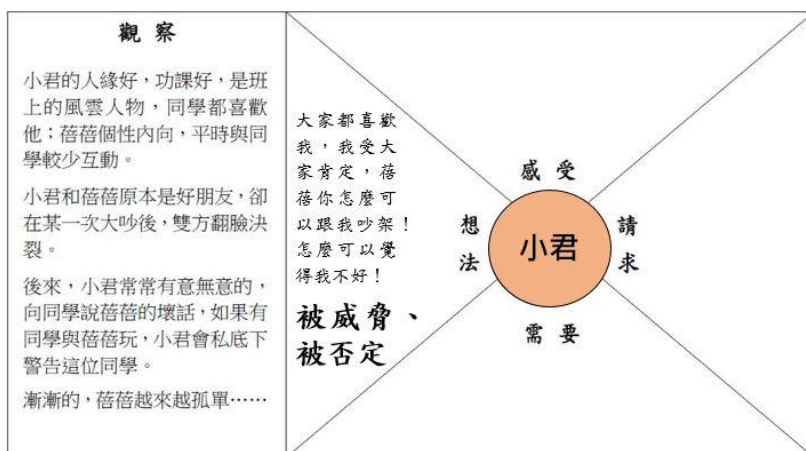 觀察
小君的人緣好，功課好，是班
上的風雲人物，同學都喜歡
他；蓓蓓個性內向，平時與同
學較少互動。
小君和蓓蓓原本是好朋友，卻
在某一次大吵後，雙方翻臉決
裂。
後來，小君常常有意無意的，
向同學說蓓蓓的壞話，如果有
同學與蓓蓓玩，小君會私底下
警告這位同學。
漸漸的，蓓蓓越來越孤單……
大家都喜歡
我，我受大
家肯定，蓓
蓓你怎麼可
以跟我吵架！
怎麼可以覺
得我不好！
被威脅、
被否定
感受
想法
小君
請求
需要